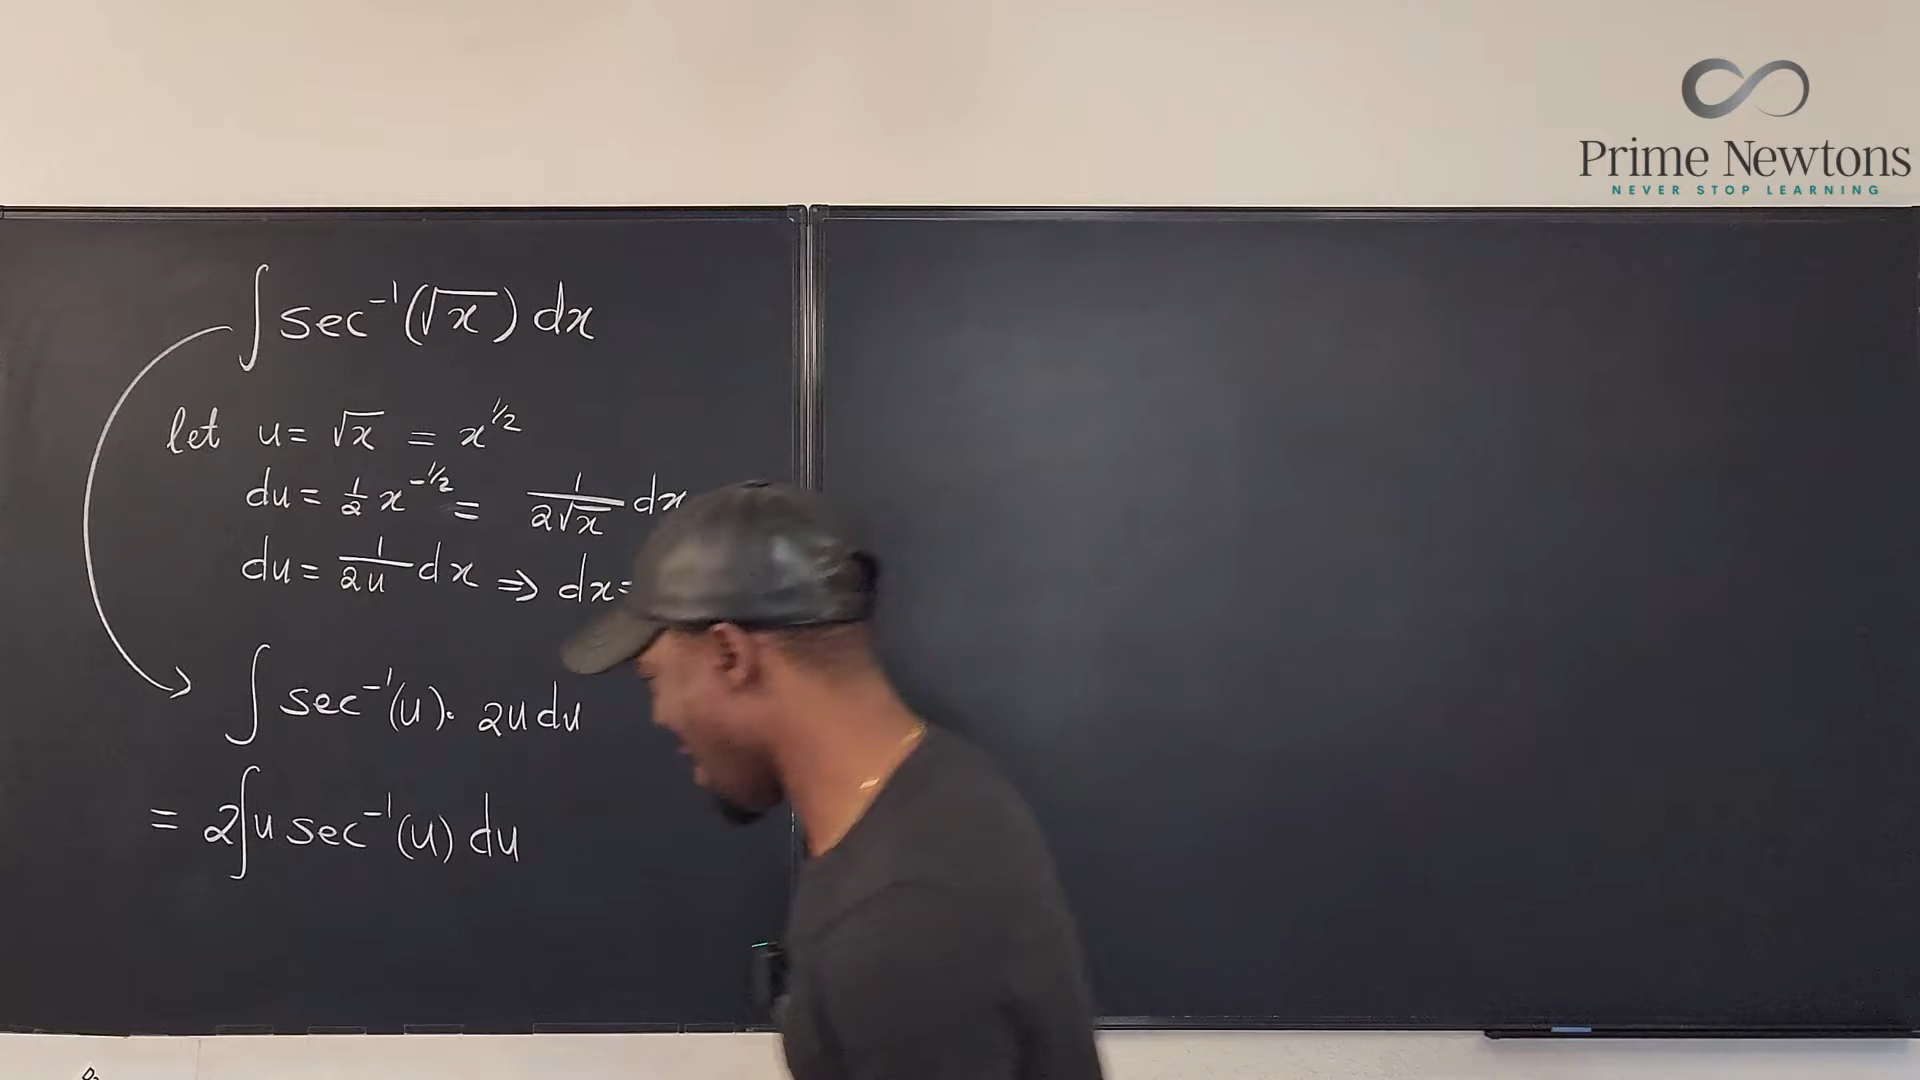 Prime Newtons
NEVER STOP LEARNING
∫ sec⁻¹(√x) dx
let u = √x = x^1/2
du = 1/2 x^-1/2 = 1/(2√x) dx
du = 1/(2u) dx ⇒ dx =
∫ sec⁻¹(u) · 2u du
= 2∫ u sec⁻¹(u) du